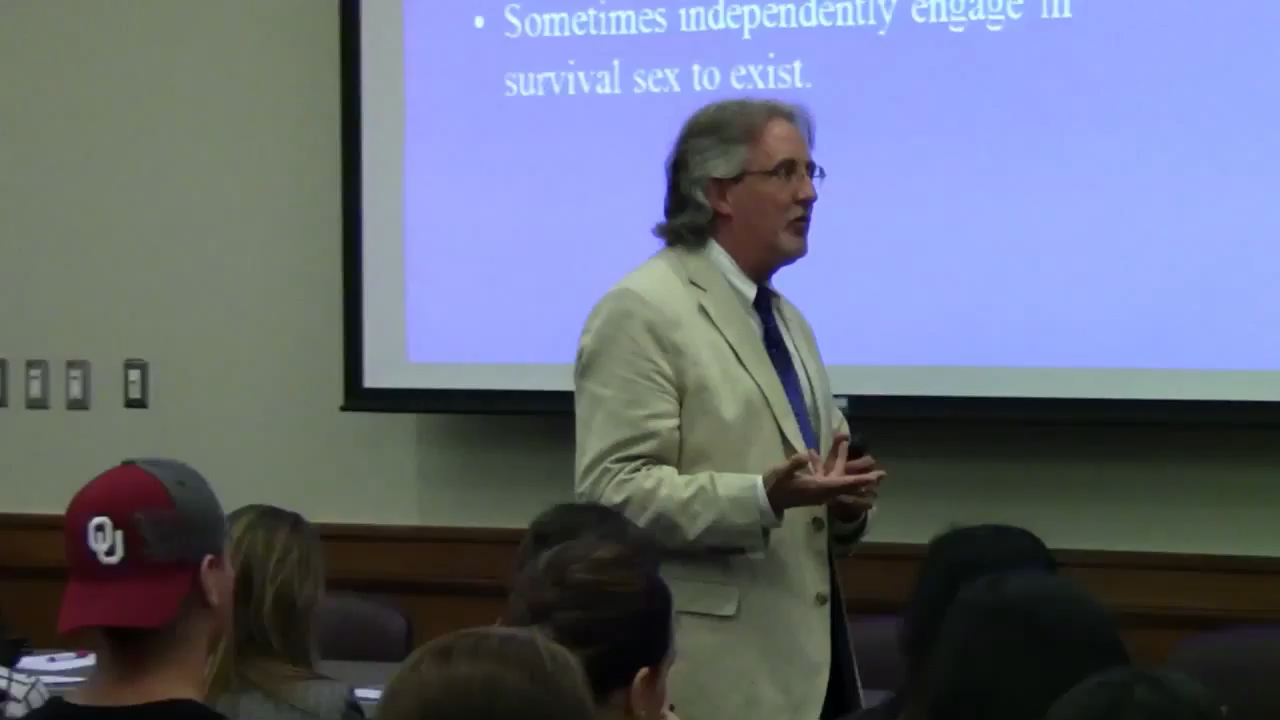 • Sometimes independently engage in
survival sex to exist.
OU